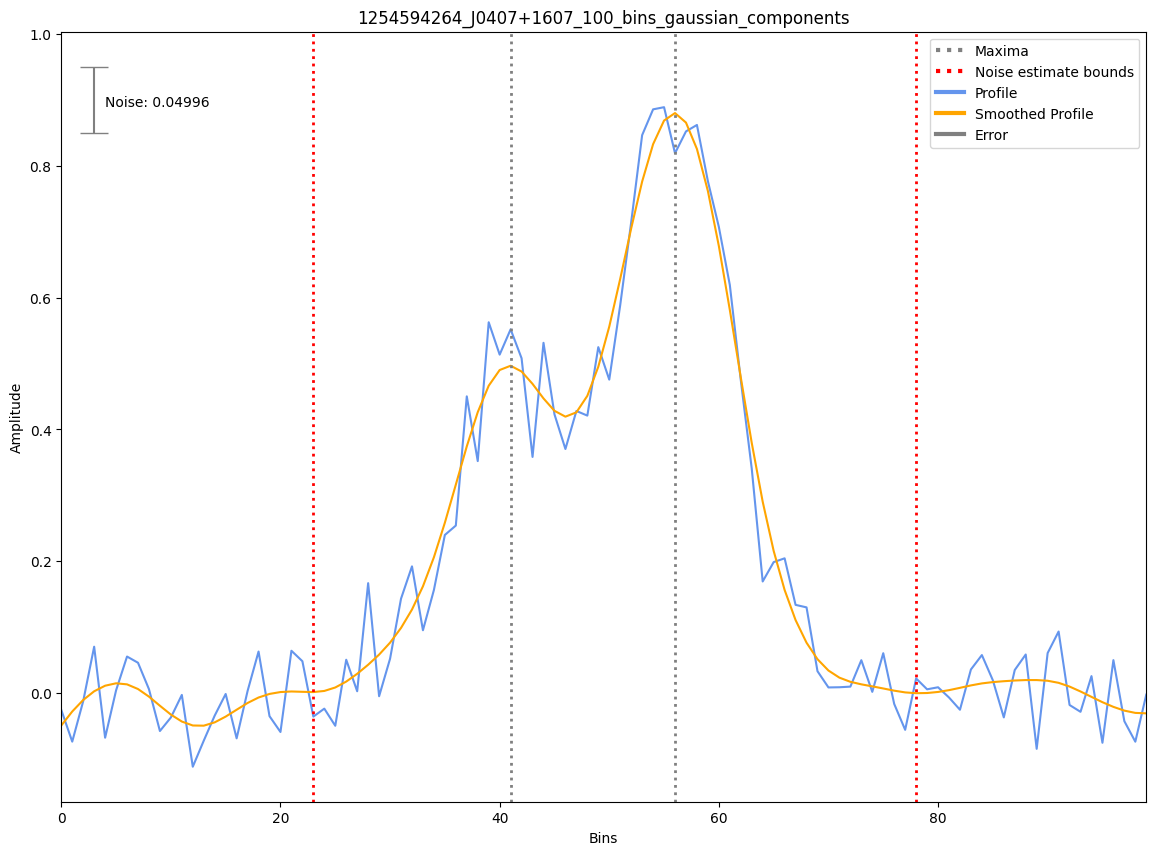 1254594264_J0407+1607_100_bins_gaussian_components
1.0
0.8
0.6
0.4
0.2
0.0
Amplitude
Noise: 0.04996
Maxima
Noise estimate bounds
Profile
Smoothed Profile
Error
0 20 40 60 80
Bins